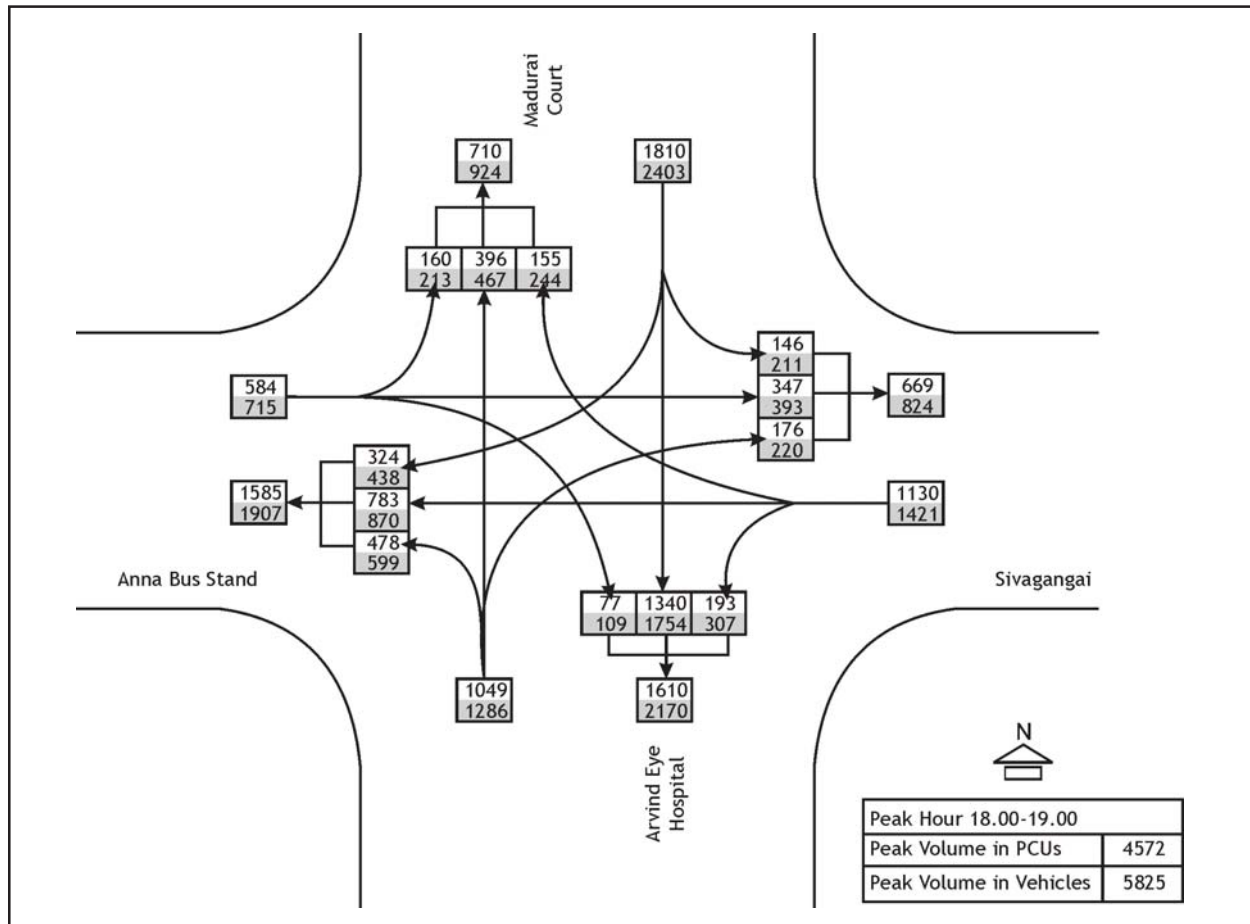 Madurai
Court
710
924
1810
2403
160 396 155
213 467 244
146
211
347
393
176
220
584
715
669
824
324
438
783
870
478
599
1585
1907
1130
1421
Anna Bus Stand
Sivagangai
77 1340 193
109 1754 307
1049
1286
1610
2170
Arvind Eye
Hospital
N
Peak Hour 18.00-19.00
Peak Volume in PCUs 4572
Peak Volume in Vehicles 5825